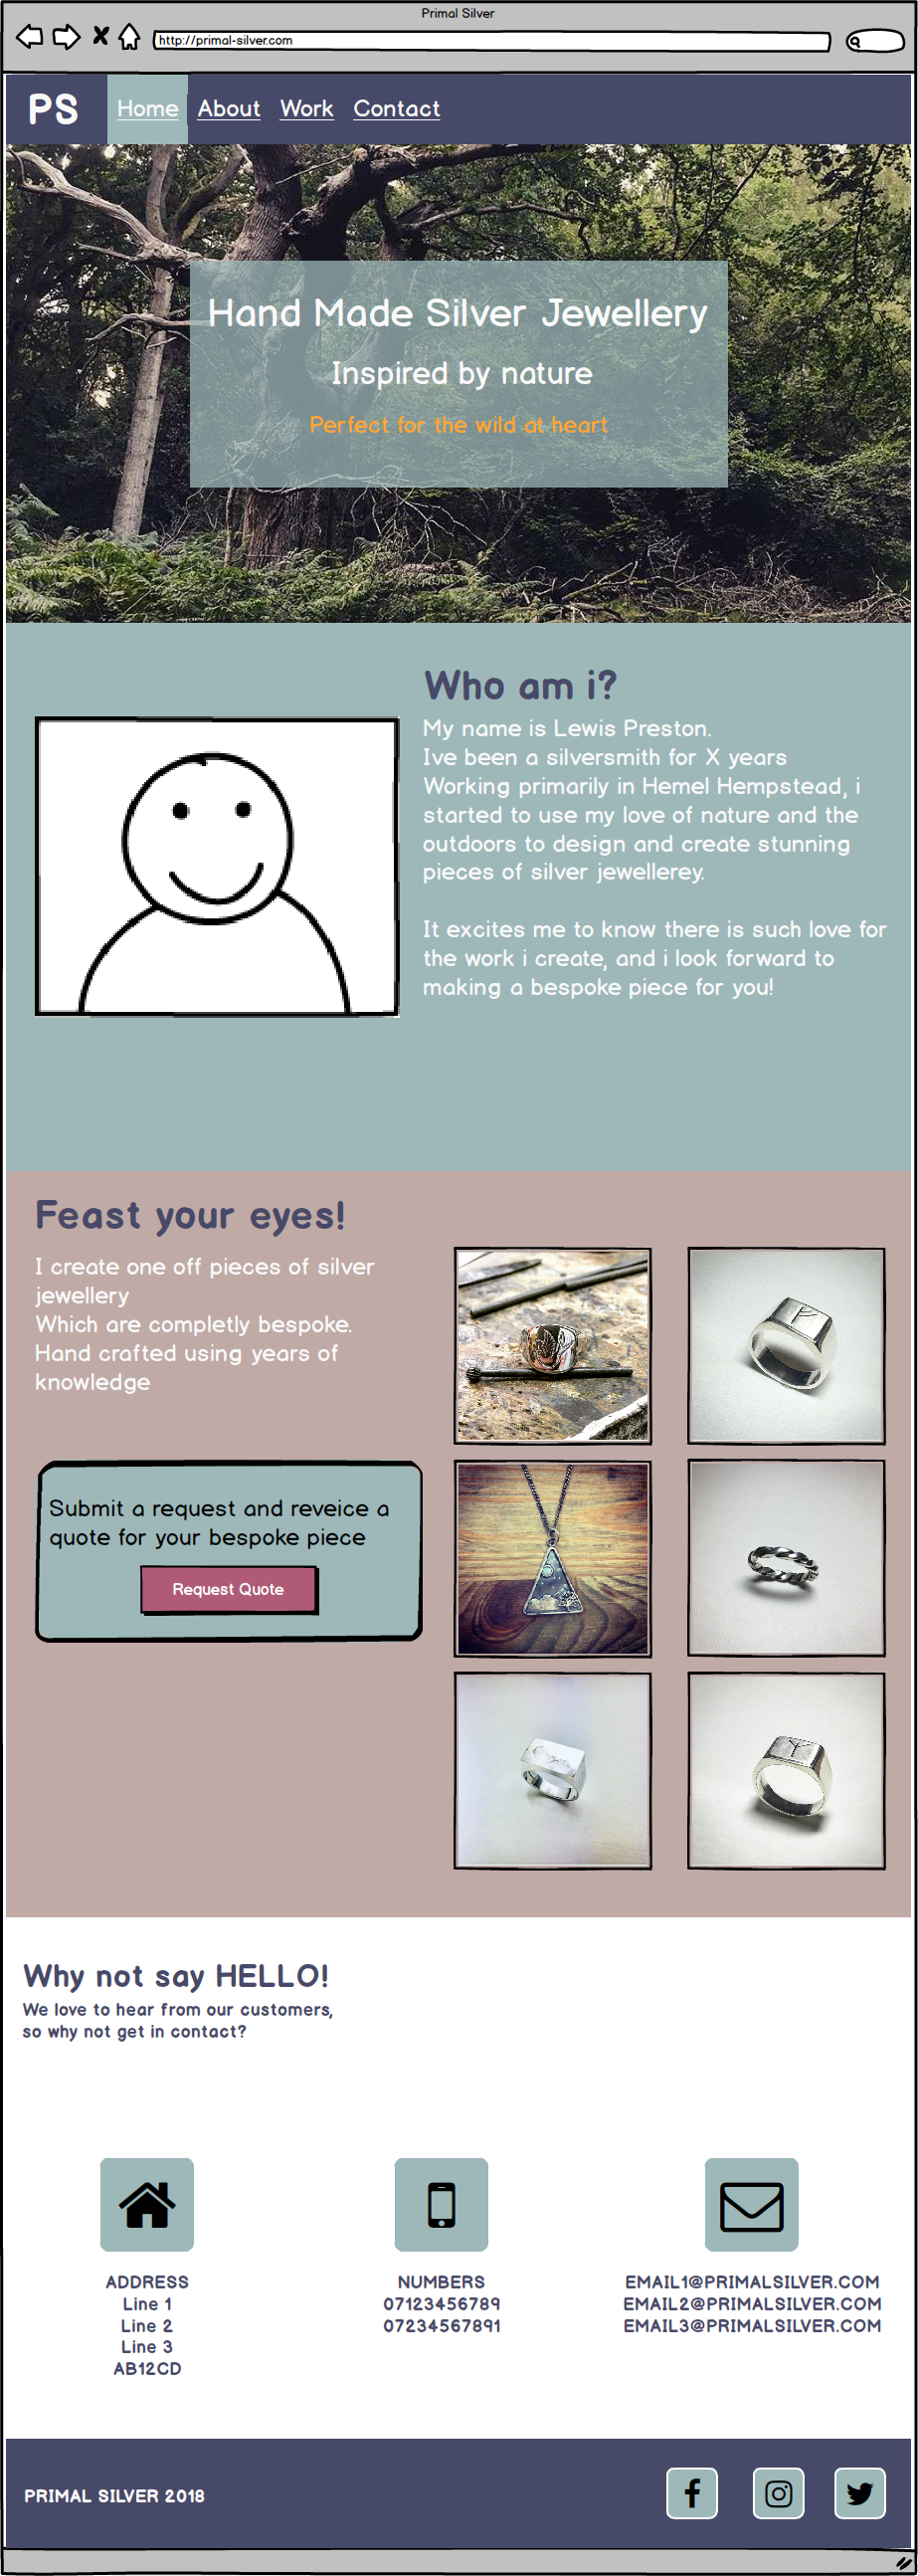 Primal Silver
http://primal-silver.com
PS Home About Work Contact
Hand Made Silver Jewellery
Inspired by nature
Perfect for the wild at heart
Who am i?
My name is Lewis Preston.
Ive been a silversmith for X years
Working primarily in Hemel Hempstead, i
started to use my love of nature and the
outdoors to design and create stunning
pieces of silver jewellerey.
It excites me to know there is such love for
the work i create, and i look forward to
making a bespoke piece for you!
Feast your eyes!
I create one off pieces of silver
jewellery
Which are completly bespoke.
Hand crafted using years of
knowledge
Submit a request and reveice a
quote for your bespoke piece
Request Quote
Why not say HELLO!
We love to hear from our customers,
so why not get in contact?
ADDRESS
Line 1
Line 2
Line 3
AB12CD
NUMBERS
07123456789
07234567891
EMAIL1@PRIMALSILVER.COM
EMAIL2@PRIMALSILVER.COM
EMAIL3@PRIMALSILVER.COM
PRIMAL SILVER 2018